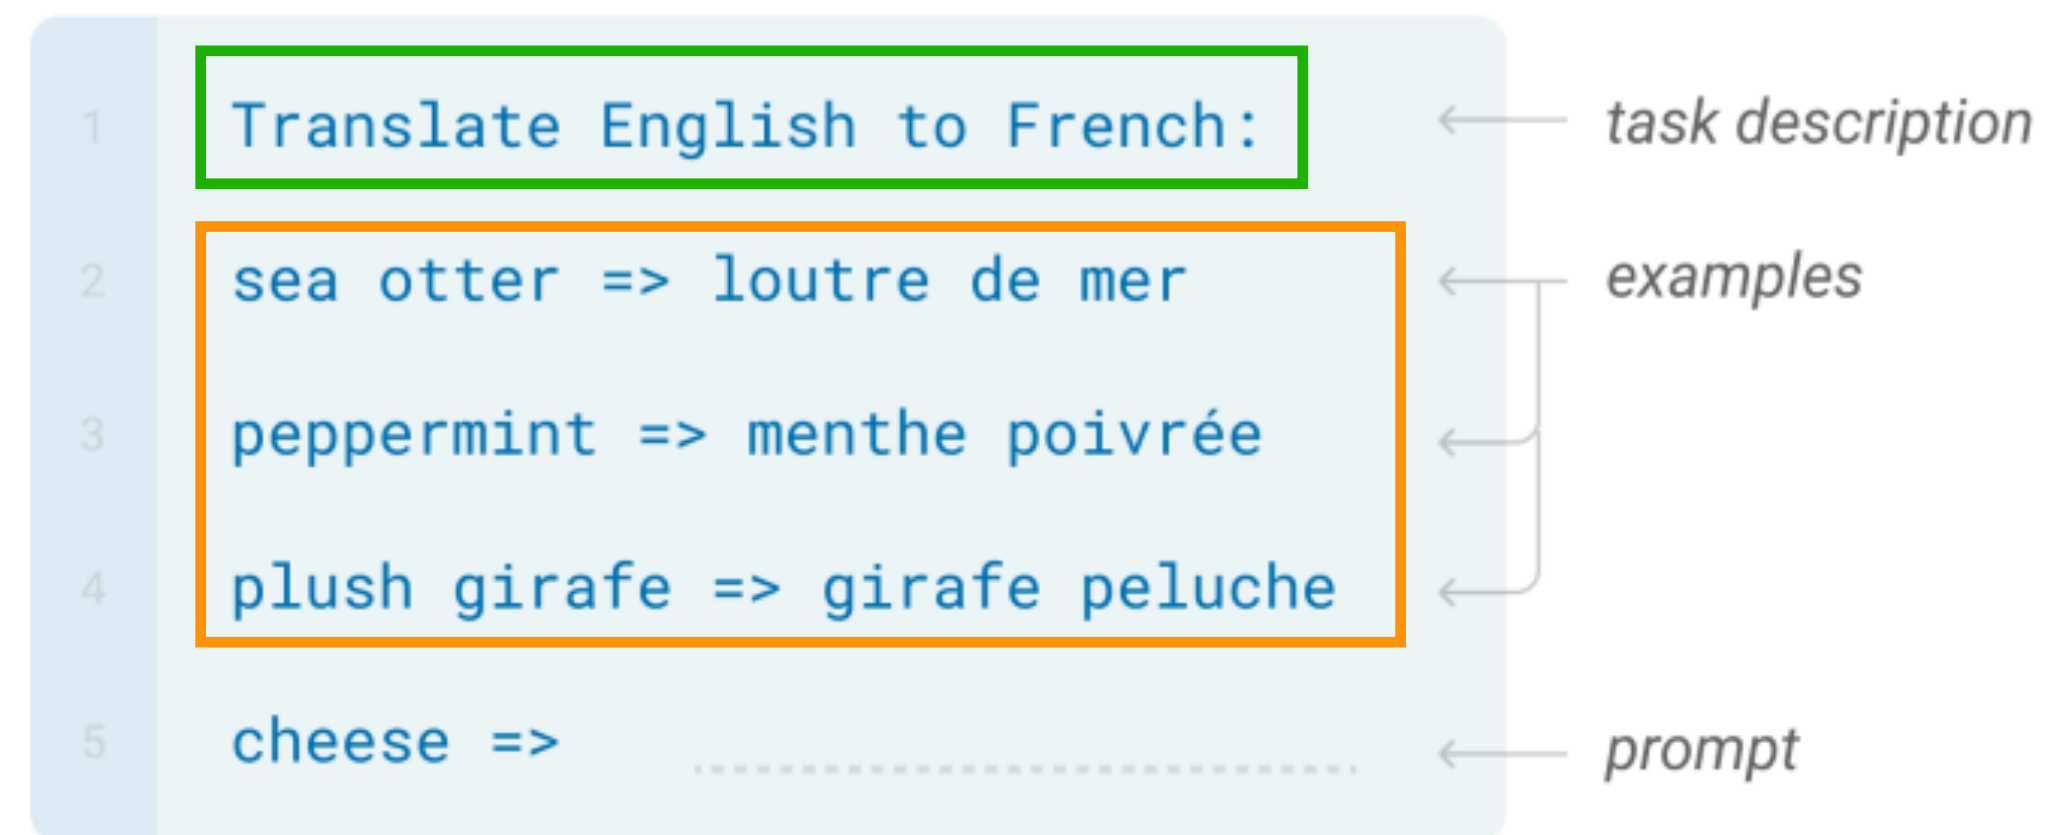 1 Translate English to French: task description
2 sea otter => loutre de mer examples
3 peppermint => menthe poivrée
4 plush girafe => girafe peluche
5 cheese => prompt